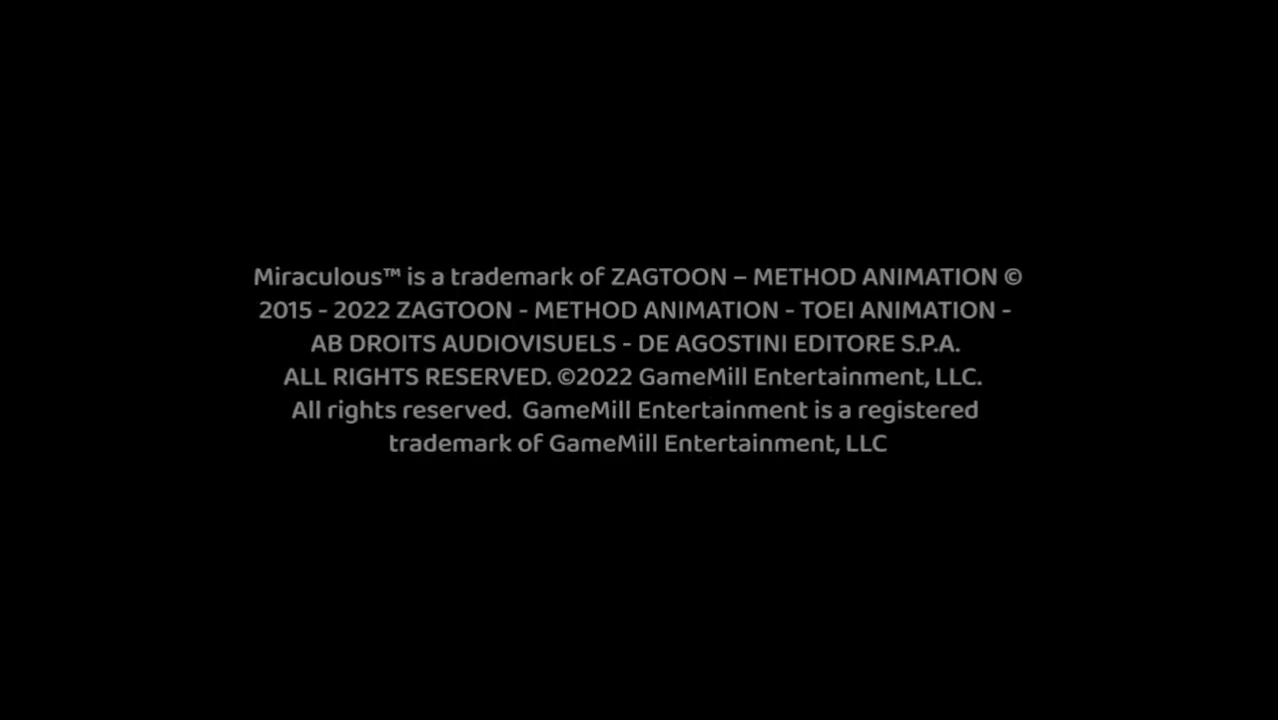 Miraculous™ is a trademark of ZAGTOON – METHOD ANIMATION ©
2015 - 2022 ZAGTOON - METHOD ANIMATION - TOEI ANIMATION -
AB DROITS AUDIOVISUELS - DE AGOSTINI EDITORE S.P.A.
ALL RIGHTS RESERVED. ©2022 GameMill Entertainment, LLC.
All rights reserved.  GameMill Entertainment is a registered
trademark of GameMill Entertainment, LLC